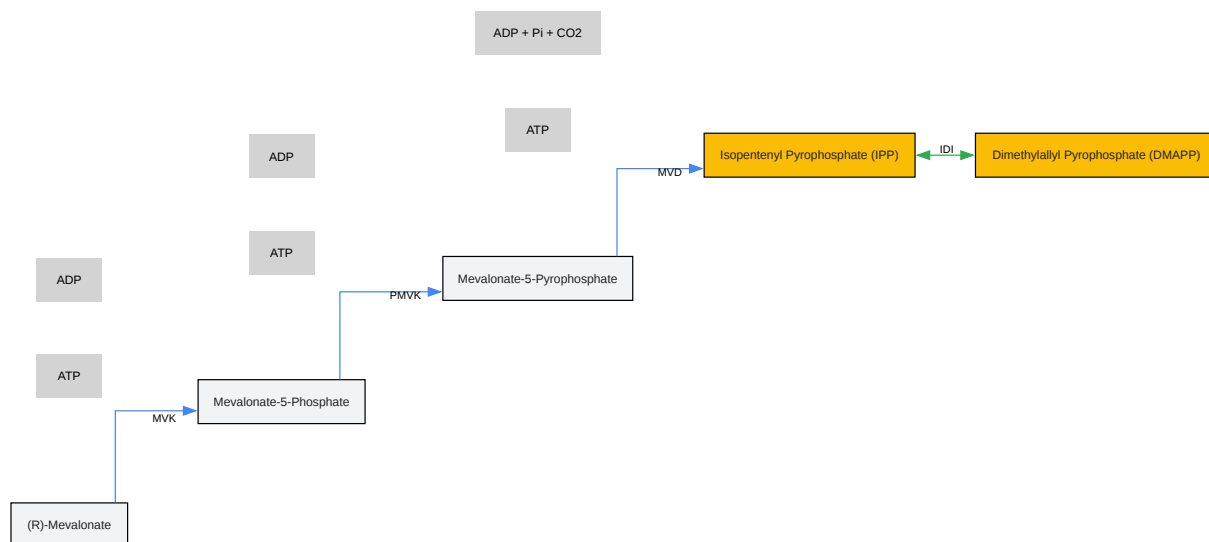 ADP + Pi + CO2
ATP
ADP
Isopentenyl Pyrophosphate (IPP)
IDI
Dimethylallyl Pyrophosphate (DMAPP)
MVD
ATP
ADP
Mevalonate-5-Pyrophosphate
PMVK
ATP
Mevalonate-5-Phosphate
MVK
(R)-Mevalonate